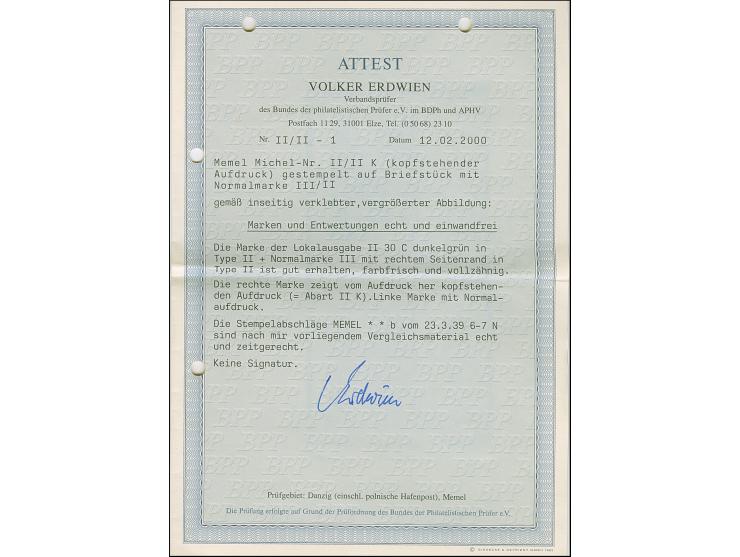 ATTEST
VOLKER ERDWIEN
Verbandsprüfer
des Bundes der philatelistischen Prüfer e.V. im BDPh und APHV
Postfach 11 29, 31001 Elze, Tel. (0 50 68) 23 10
Nr. II/II - 1 Datum 12.02.2000
Memel Michel-Nr. II/II K (kopfstehender
Aufdruck) gestempelt auf Briefstück mit
Normalmarke III/II
gemäß inseitig verklebter,vergrößerter Abbildung:
Marken und Entwertungen echt und einwandfrei
Die Marke der Lokalausgabe II 30 C dunkelgrün in
Type II + Normalmarke III mit rechtem Seitenrand in
Type II ist gut erhalten, farbfrisch und vollzähnig.
Die rechte Marke zeigt vom Aufdruck her kopfstehen-
den Aufdruck (= Abart II K).Linke Marke mit Normal-
aufdruck.
Die Stempelabschläge MEMEL * * b vom 23.3.39 6-7 N
sind nach mir vorliegendem Vergleichsmaterial echt
und zeitgerecht.
Keine Signatur.
Erdwien
Prüfgebiet: Danzig (einschl. polnische Hafenpost), Memel
Die Prüfung erfolgte auf Grund der Prüfordnung des Bundes der Philatelistischen Prüfer e.V.